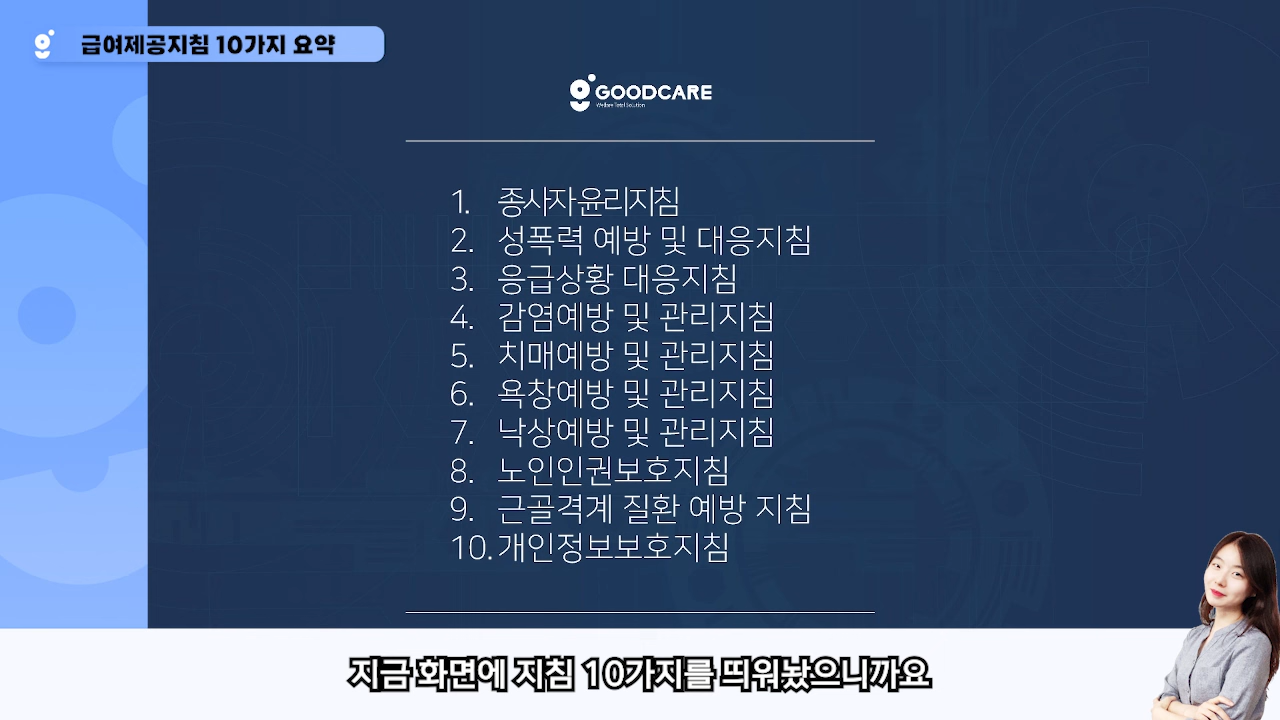 급여제공지침 10가지 요약
GOODCARE
Welfare Total Solution
1. 종사자 윤리지침
2. 성폭력 예방 및 대응지침
3. 응급상황 대응지침
4. 감염예방 및 관리지침
5. 치매예방 및 관리지침
6. 욕창예방 및 관리지침
7. 낙상예방 및 관리지침
8. 노인인권보호지침
9. 근골격계 질환 예방 지침
10. 개인정보보호지침
지금 화면에 지침 10가지를 띄워놨으니까요